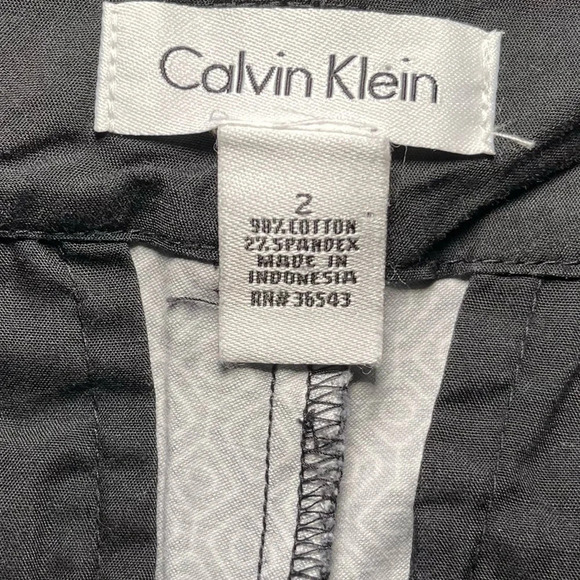 Calvin Klein
2
98% COTTON
2% SPANDEX
MADE IN
INDONESIA
RN# 36543